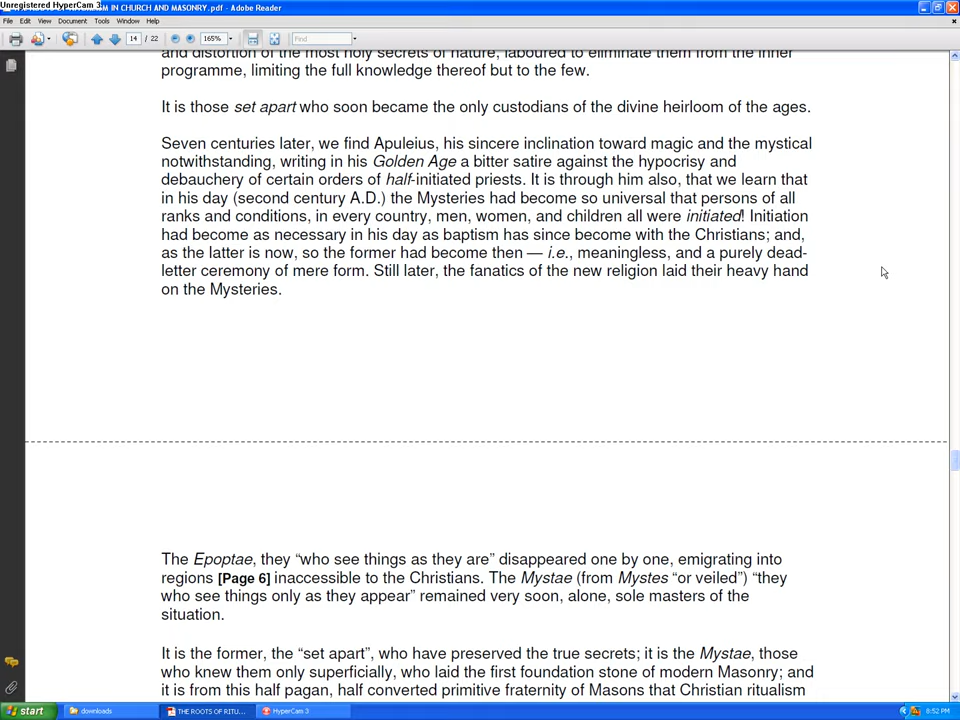 Unregistered HyperCam 3
M IN CHURCH AND MASONRY.pdf - Adobe Reader
File Edit View Document Tools Window Help
14 / 22 165% Find
and distortion of the most holy secrets of nature, laboured to eliminate them from the inner
programme, limiting the full knowledge thereof but to the few.
It is those set apart who soon became the only custodians of the divine heirloom of the ages.
Seven centuries later, we find Apuleius, his sincere inclination toward magic and the mystical
notwithstanding, writing in his Golden Age a bitter satire against the hypocrisy and
debauchery of certain orders of half-initiated priests. It is through him also, that we learn that
in his day (second century A.D.) the Mysteries had become so universal that persons of all
ranks and conditions, in every country, men, women, and children all were initiated! Initiation
had become as necessary in his day as baptism has since become with the Christians; and,
as the latter is now, so the former had become then — i.e., meaningless, and a purely dead-
letter ceremony of mere form. Still later, the fanatics of the new religion laid their heavy hand
on the Mysteries.
The Epoptae, they “who see things as they are” disappeared one by one, emigrating into
regions [Page 6] inaccessible to the Christians. The Mystae (from Mystes “or veiled”) “they
who see things only as they appear” remained very soon, alone, sole masters of the
situation.
It is the former, the “set apart”, who have preserved the true secrets; it is the Mystae, those
who knew them only superficially, who laid the first foundation stone of modern Masonry; and
it is from this half pagan, half converted primitive fraternity of Masons that Christian ritualism
start downloads THE ROOTS OF RITU... HyperCam 3 8:52 PM